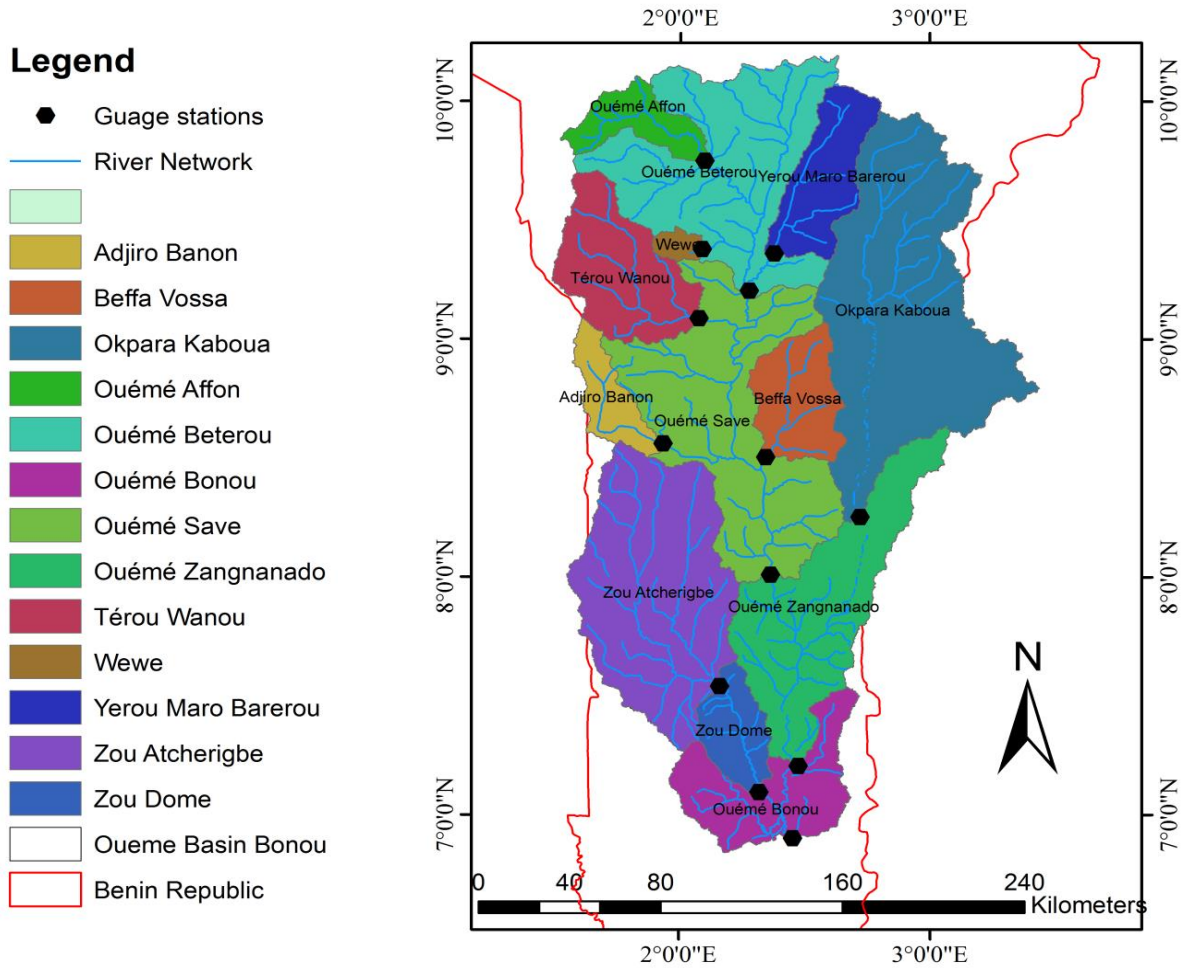 Legend
Guage stations
River Network
Adjiro Banon
Beffa Vossa
Okpara Kaboua
Ouémé Affon
Ouémé Beterou
Ouémé Bonou
Ouémé Save
Ouémé Zangnanado
Térou Wanou
Wewe
Yerou Maro Barerou
Zou Atcherigbe
Zou Dome
Oueme Basin Bonou
Benin Republic
2°0'0"E
3°0'0"E
10°0'0"N
10°0'0"N
9°0'0"N
9°0'0"N
8°0'0"N
8°0'0"N
7°0'0"N
7°0'0"N
Ouémé Affon
Ouémé Beterou
Yerou Maro Barerou
Wewe
Térou Wanou
Okpara Kaboua
Adjiro Banon
Beffa Vossa
Ouémé Save
Zou Atcherigbe
Ouémé Zangnanado
Zou Dome
Ouémé Bonou
N
0 40 80 160 240
Kilometers
2°0'0"E
3°0'0"E